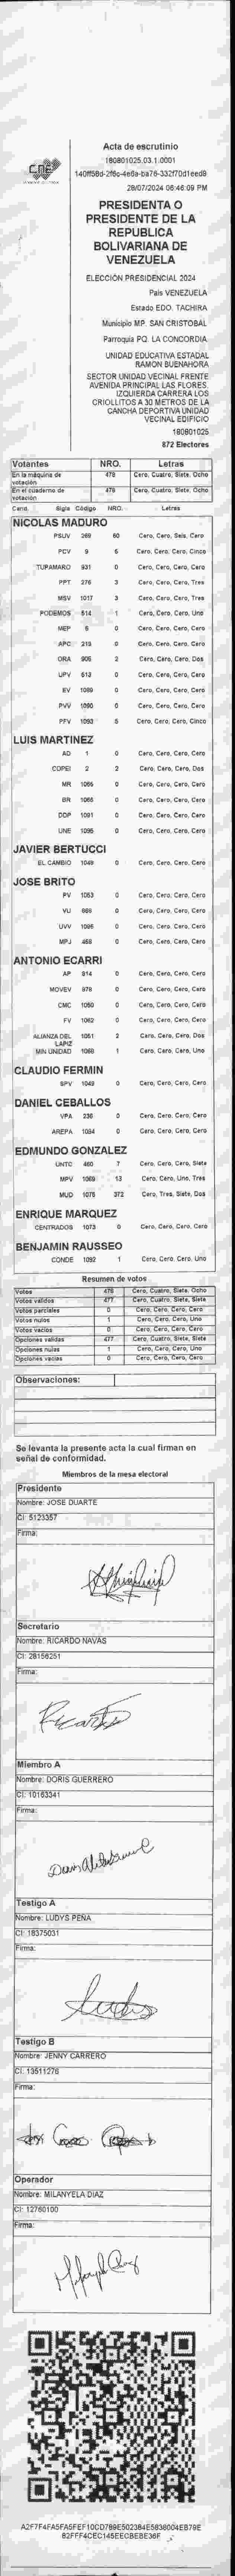 CNE
Acta de escrutinio
180801025.03.1.0001
28/07/2024 06:46:09 PM
PRESIDENTA O
PRESIDENTE DE LA
REPUBLICA
BOLIVARIANA DE
VENEZUELA
ELECCIÓN PRESIDENCIAL 2024
País VENEZUELA
Estado EDO. TACHIRA
Municipio MP. SAN CRISTOBAL
Parroquia PQ. LA CONCORDIA
UNIDAD EDUCATIVA ESTADAL
RAMON BUENAHORA
SECTOR UNIDAD VECINAL FRENTE
AVENIDA PRINCIPAL LAS FLORES.
IZQUIERDA CARRERA LOS
CRIOLLITOS A 30 METROS DE LA
CANCHA DEPORTIVA UNIDAD
VECINAL EDIFICIO
180801025
872 Electores
Votantes NRO. Letras
En la máquina de votación 478 Cero, Cuatro, Siete, Ocho
En el cuaderno de votación 478 Cero, Cuatro, Siete, Ocho
Cand. Sigla Código NRO. Letras
NICOLAS MADURO
PSUV 269 60 Cero, Cero, Seis, Cero
PCV 9 5 Cero, Cero, Cero, Cinco
TUPAMARO 931 0 Cero, Cero, Cero, Cero
PPT 276 3 Cero, Cero, Cero, Tres
MSV 1017 3 Cero, Cero, Cero, Tres
PODEMOS 514 1 Cero, Cero, Cero, Uno
MEP 5 0 Cero, Cero, Cero, Cero
APC 218 0 Cero, Cero, Cero, Cero
ORA 906 2 Cero, Cero, Cero, Dos
UPV 513 0 Cero, Cero, Cero, Cero
EV 1089 0 Cero, Cero, Cero, Cero
PVV 1090 0 Cero, Cero, Cero, Cero
PFV 1093 5 Cero, Cero, Cero, Cinco
LUIS MARTINEZ
AD 1 0 Cero, Cero, Cero, Cero
COPEI 2 2 Cero, Cero, Cero, Dos
MR 0 Cero, Cero, Cero, Cero
BR 0 Cero, Cero, Cero, Cero
DDP 1091 0 Cero, Cero, Cero, Cero
UNE 1095 0 Cero, Cero, Cero, Cero
JAVIER BERTUCCI
EL CAMBIO 1049 0 Cero, Cero, Cero, Cero
JOSE BRITO
PV 1053 0 Cero, Cero, Cero, Cero
VU 0 Cero, Cero, Cero, Cero
UVV 1096 0 Cero, Cero, Cero, Cero
MPJ 458 0 Cero, Cero, Cero, Cero
ANTONIO ECARRI
AP 914 0 Cero, Cero, Cero, Cero
MOVEV 978 0 Cero, Cero, Cero, Cero
CMC 1050 0 Cero, Cero, Cero, Cero
FV 1062 0 Cero, Cero, Cero, Cero
ALIANZA DEL LAPIZ 1051 2 Cero, Cero, Cero, Dos
MIN UNIDAD 1068 1 Cero, Cero, Cero, Uno
CLAUDIO FERMIN
SPV 1042 0 Cero, Cero, Cero, Cero
DANIEL CEBALLOS
VPA 236 0 Cero, Cero, Cero, Cero
AREPA 1084 0 Cero, Cero, Cero, Cero
EDMUNDO GONZALEZ
UNTC 460 7 Cero, Cero, Cero, Siete
MPV 1069 13 Cero, Cero, Uno, Tres
MUD 1075 372 Cero, Tres, Siete, Dos
ENRIQUE MARQUEZ
CENTRADOS 1073 0 Cero, Cero, Cero, Cero
BENJAMIN RAUSSEO
CONDE 1092 1 Cero, Cero, Cero, Uno
Resumen de votos
Votos 478 Cero, Cuatro, Siete, Ocho
Votos válidos 477 Cero, Cuatro, Siete, Siete
Votos parciales 0 Cero, Cero, Cero, Cero
Votos nulos 1 Cero, Cero, Cero, Uno
Votos vacíos 0 Cero, Cero, Cero, Cero
Opciones válidas 477 Cero, Cuatro, Siete, Siete
Opciones nulas 1 Cero, Cero, Cero, Uno
Opciones vacías 0 Cero, Cero, Cero, Cero
Observaciones:
Se levanta la presente acta la cual firman en
señal de conformidad.
Miembros de la mesa electoral
Presidente
Nombre: JOSE DUARTE
CI: 5123357
Firma:
Secretario
Nombre: RICARDO NAVAS
CI: 28156251
Firma:
Ricardo
Miembro A
Nombre: DORIS GUERRERO
CI: 10163341
Firma:
Testigo A
Nombre: LUDYS PEÑA
CI: 18375031
Firma:
Ludys
Testigo B
Nombre: JENNY CARRERO
CI: 13511276
Firma:
Operador
Nombre: MILANYELA DIAZ
CI: 12760100
Firma: